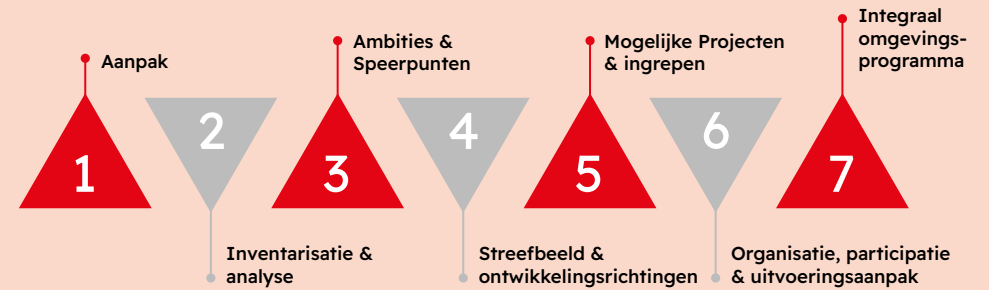 1
Aanpak
2
Inventarisatie &
analyse
3
Ambities &
Speerpunten
4
Streefbeeld &
ontwikkelingsrichtingen
5
Mogelijke Projecten
& ingrepen
6
Organisatie, participatie
& uitvoeringsaanpak
7
Integraal
omgevings-
programma